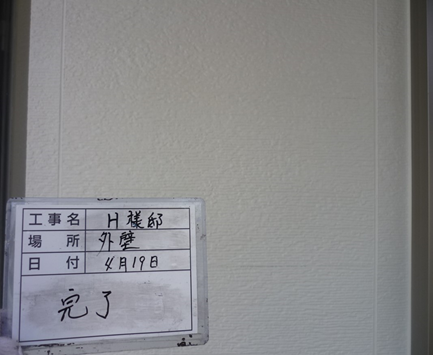 工事名 H様邸
場所 外壁
日付 4月19日
完了